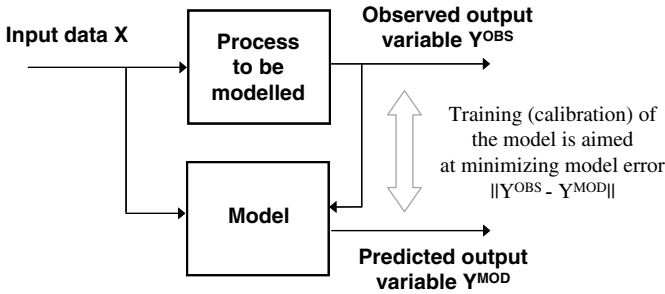 Input data X
Process
to be
modelled
Observed output
variable Y^OBS
Training (calibration) of
the model is aimed
at minimizing model error
||Y^OBS - Y^MOD||
Model
Predicted output
variable Y^MOD